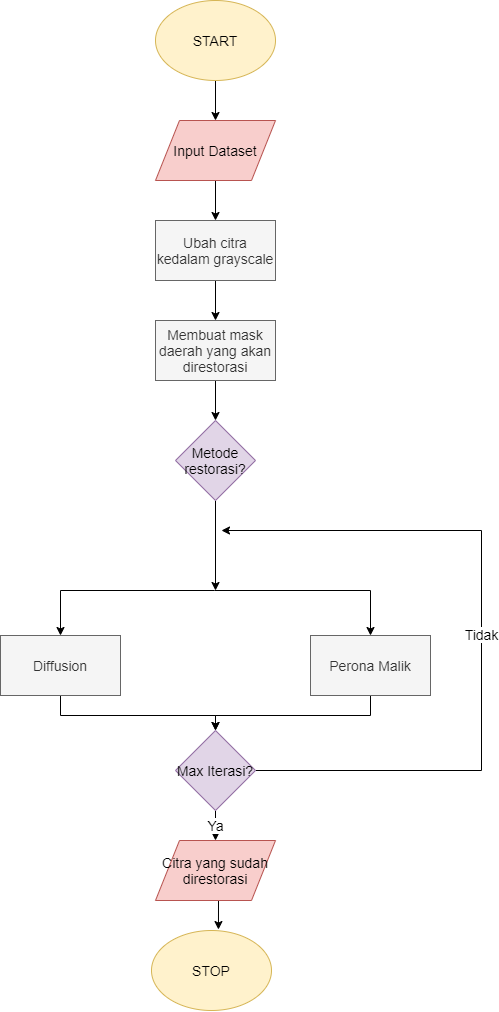 START
Input Dataset
Ubah citra
kedalam grayscale
Membuat mask
daerah yang akan
direstorasi
Metode
restorasi?
Diffusion
Perona Malik
Tidak
Max Iterasi?
Ya
Citra yang sudah
direstorasi
STOP